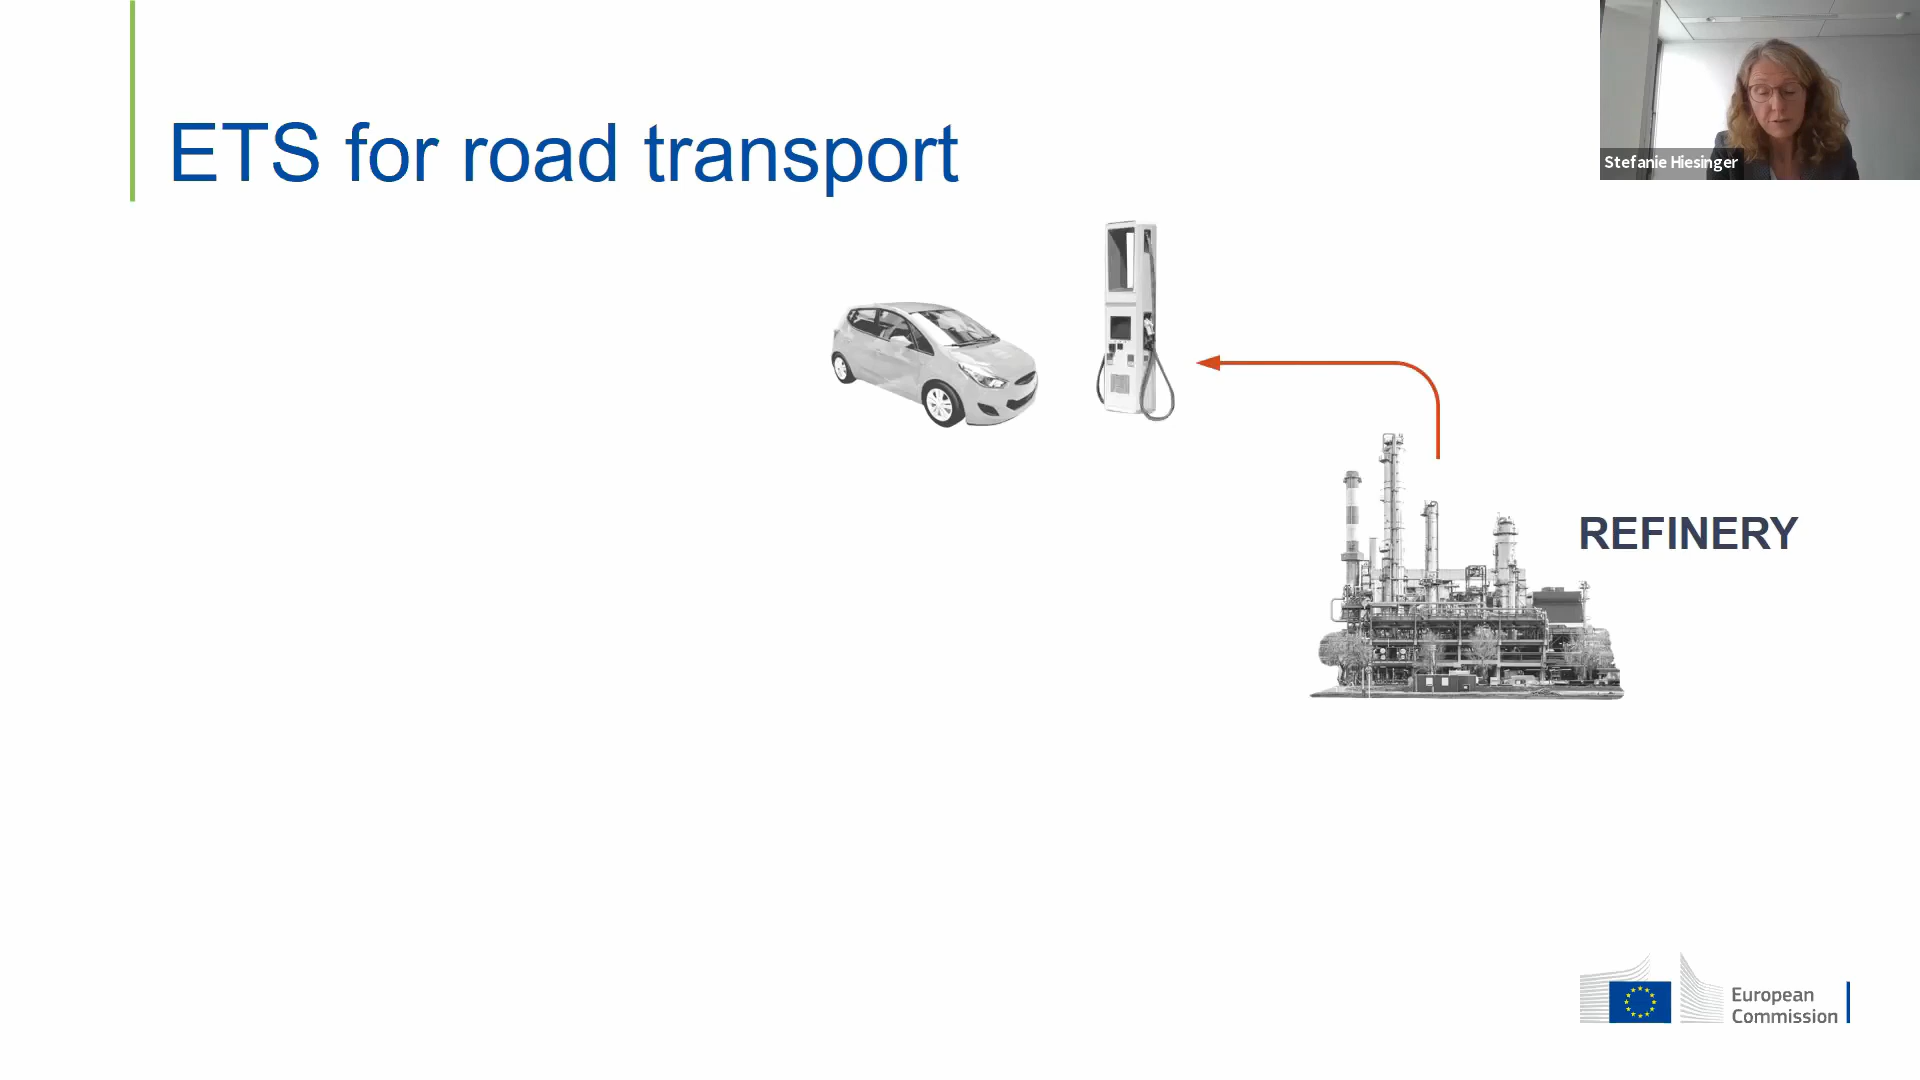 ETS for road transport
Stefanie Hiesinger
REFINERY
European
Commission